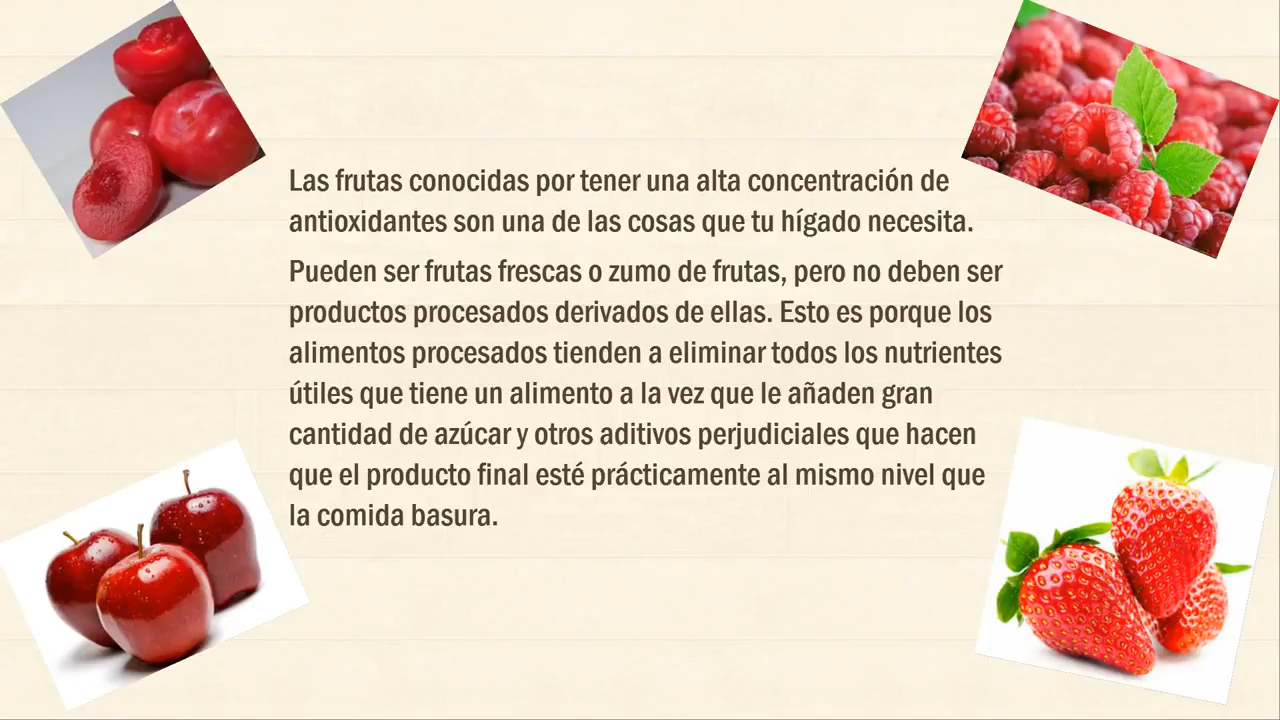 Las frutas conocidas por tener una alta concentración de
antioxidantes son una de las cosas que tu hígado necesita.
Pueden ser frutas frescas o zumo de frutas, pero no deben ser
productos procesados derivados de ellas. Esto es porque los
alimentos procesados tienden a eliminar todos los nutrientes
útiles que tiene un alimento a la vez que le añaden gran
cantidad de azúcar y otros aditivos perjudiciales que hacen
que el producto final esté prácticamente al mismo nivel que
la comida basura.